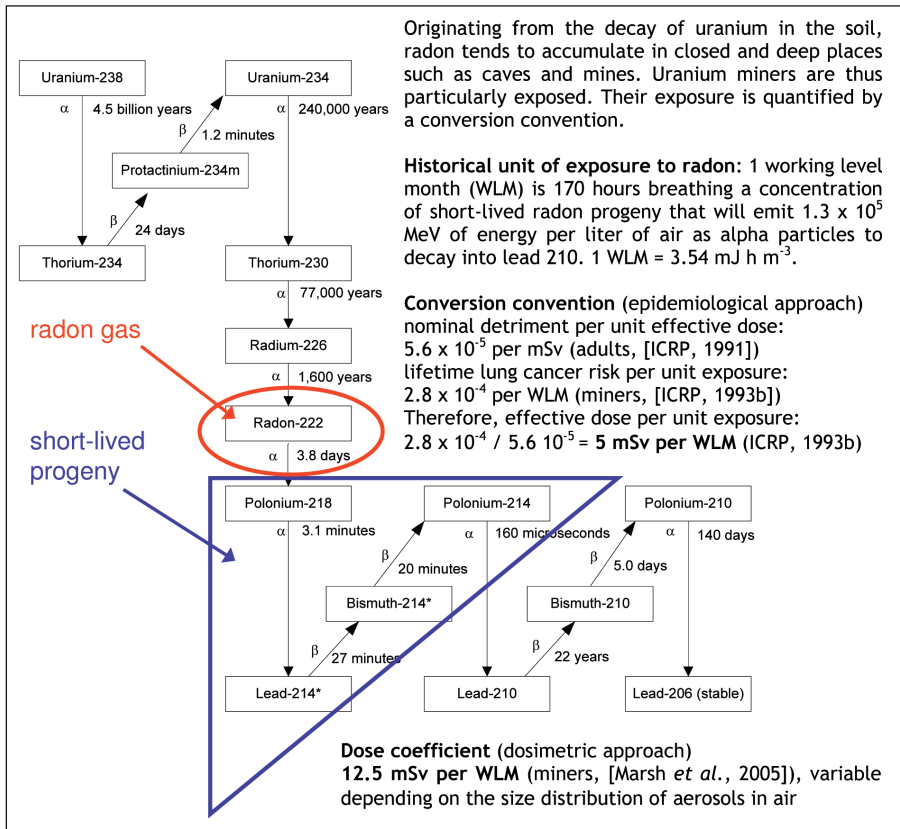 Originating from the decay of uranium in the soil,
radon tends to accumulate in closed and deep places
such as caves and mines. Uranium miners are thus
particularly exposed. Their exposure is quantified by
a conversion convention.
Historical unit of exposure to radon: 1 working level
month (WLM) is 170 hours breathing a concentration
of short-lived radon progeny that will emit 1.3 x 10⁵
MeV of energy per liter of air as alpha particles to
decay into lead 210. 1 WLM = 3.54 mJ h m⁻³.
Conversion convention (epidemiological approach)
nominal detriment per unit effective dose:
5.6 x 10⁻⁵ per mSv (adults, [ICRP, 1991])
lifetime lung cancer risk per unit exposure:
2.8 x 10⁻⁴ per WLM (miners, [ICRP, 1993b])
Therefore, effective dose per unit exposure:
2.8 x 10⁻⁴ / 5.6 10⁻⁵ = 5 mSv per WLM (ICRP, 1993b)
Uranium-238
α
4.5 billion years
Thorium-234
β
24 days
Protactinium-234m
β
1.2 minutes
Uranium-234
α
240,000 years
Thorium-230
α
77,000 years
radon gas
Radium-226
α
1,600 years
Radon-222
α
3.8 days
short-lived
progeny
Polonium-218
α
3.1 minutes
Lead-214*
β
27 minutes
Bismuth-214*
β
20 minutes
Polonium-214
α
160 microseconds
Lead-210
β
22 years
Bismuth-210
β
5.0 days
Polonium-210
α
140 days
Lead-206 (stable)
Dose coefficient (dosimetric approach)
12.5 mSv per WLM (miners, [Marsh et al., 2005]), variable
depending on the size distribution of aerosols in air